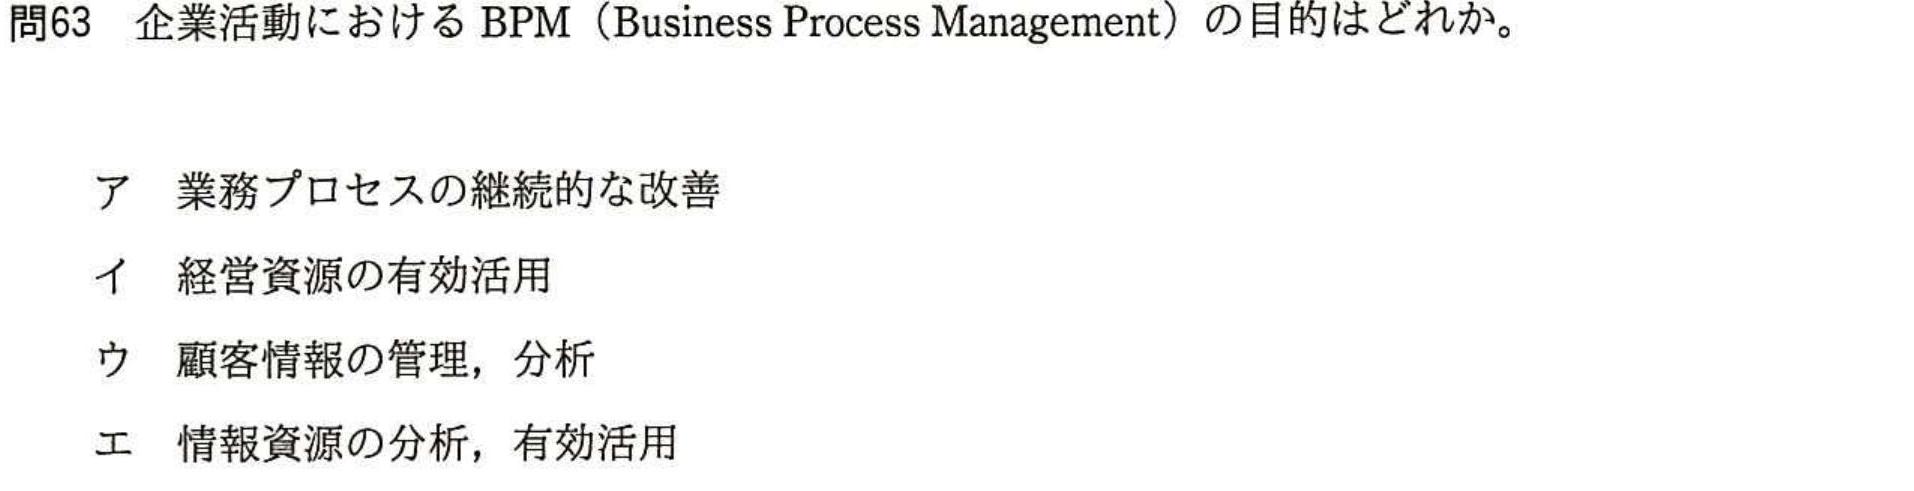 問63 企業活動における BPM（Business Process Management）の目的はどれか。
ア 業務プロセスの継続的な改善
イ 経営資源の有効活用
ウ 顧客情報の管理，分析
エ 情報資源の分析，有効活用